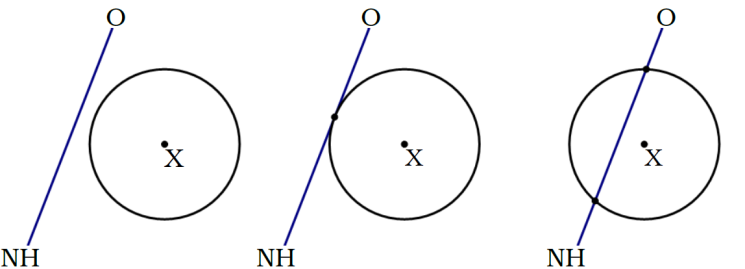 O O O
X X X
NH NH NH